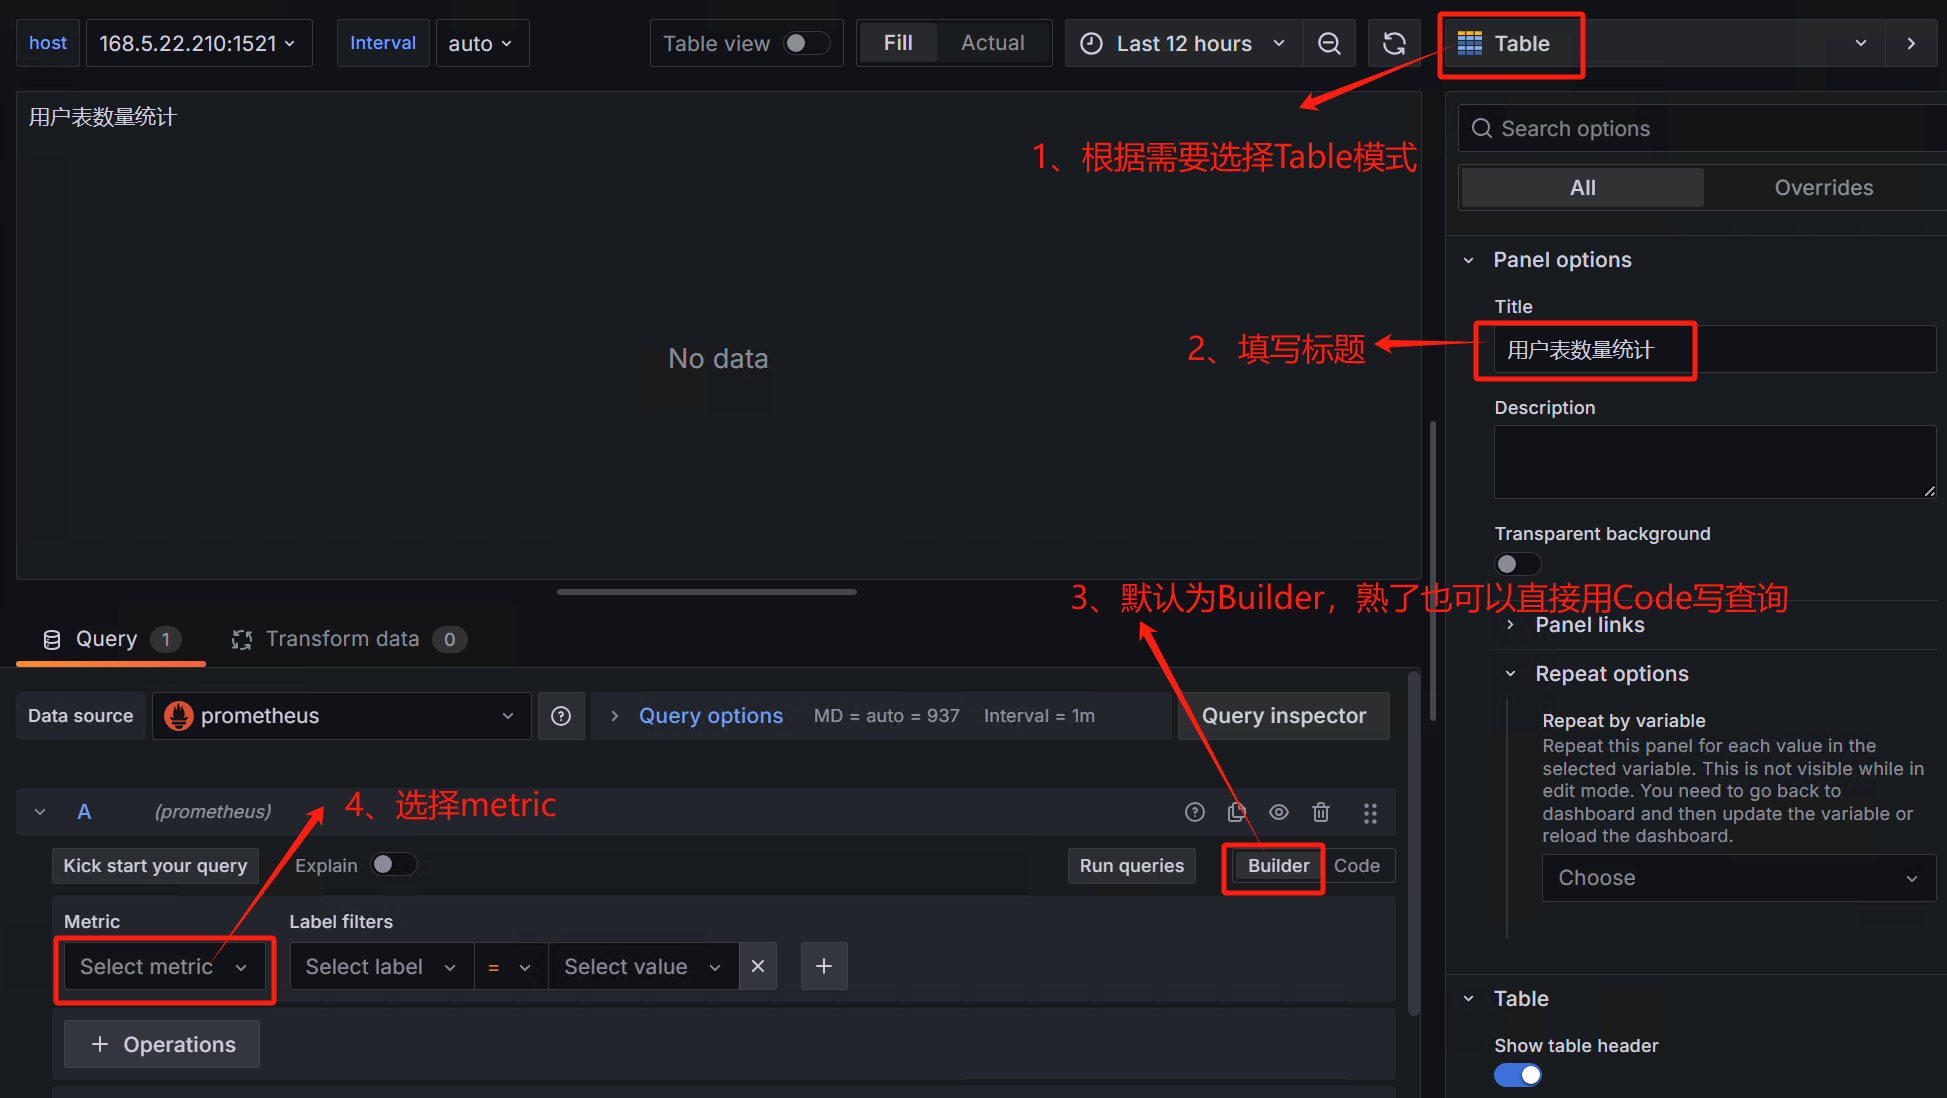 host 168.5.22.210:1521 Interval auto Table view Fill Actual Last 12 hours Table
用户表数量统计
1、根据需要选择Table模式
No data
Search options
All Overrides
Panel options
Title
2、填写标题
用户表数量统计
Description
Transparent background
3、默认为Builder，熟了也可以直接用Code写查询
Panel links
Repeat options
Repeat by variable
Repeat this panel for each value in the
selected variable. This is not visible while in
edit mode. You need to go back to
dashboard and then update the variable or
reload the dashboard.
Choose
Table
Show table header
Query 1 Transform data 0
Data source prometheus Query options MD = auto = 937 Interval = 1m Query inspector
4、选择metric
A (prometheus)
Kick start your query Explain Run queries Builder Code
Metric Label filters
Select metric Select label = Select value
+ Operations